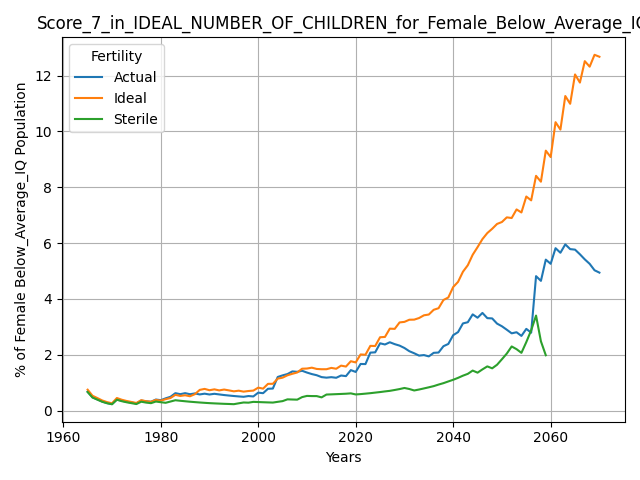 Score_7_in_IDEAL_NUMBER_OF_CHILDREN_for_Female_Below_Average_IQ
Fertility
Actual
Ideal
Sterile
% of Female Below_Average_IQ Population
12
10
8
6
4
2
0
1960 1980 2000 2020 2040 2060
Years